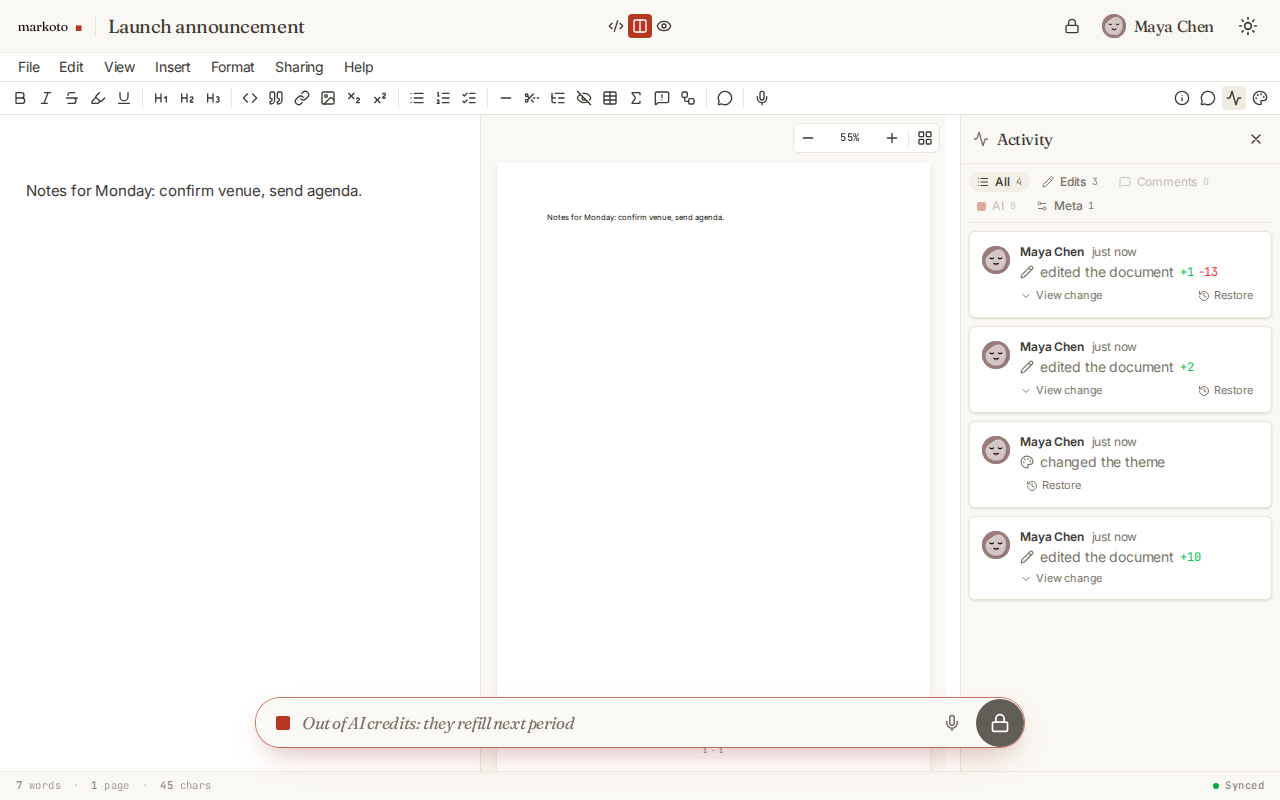 markoto
Launch announcement
Maya Chen
File Edit View Insert Format Sharing Help
H1 H2 H3
55%
Activity
All 4 Edits 3 Comments 0
AI 0 Meta 1
Notes for Monday: confirm venue, send agenda.
Notes for Monday: confirm venue, send agenda.
Maya Chen just now
edited the document +1 -13
View change Restore
Maya Chen just now
edited the document +2
View change Restore
Maya Chen just now
changed the theme
Restore
Maya Chen just now
edited the document +10
View change
Out of AI credits: they refill next period
1 · 1
7 words · 1 page · 45 chars
Synced